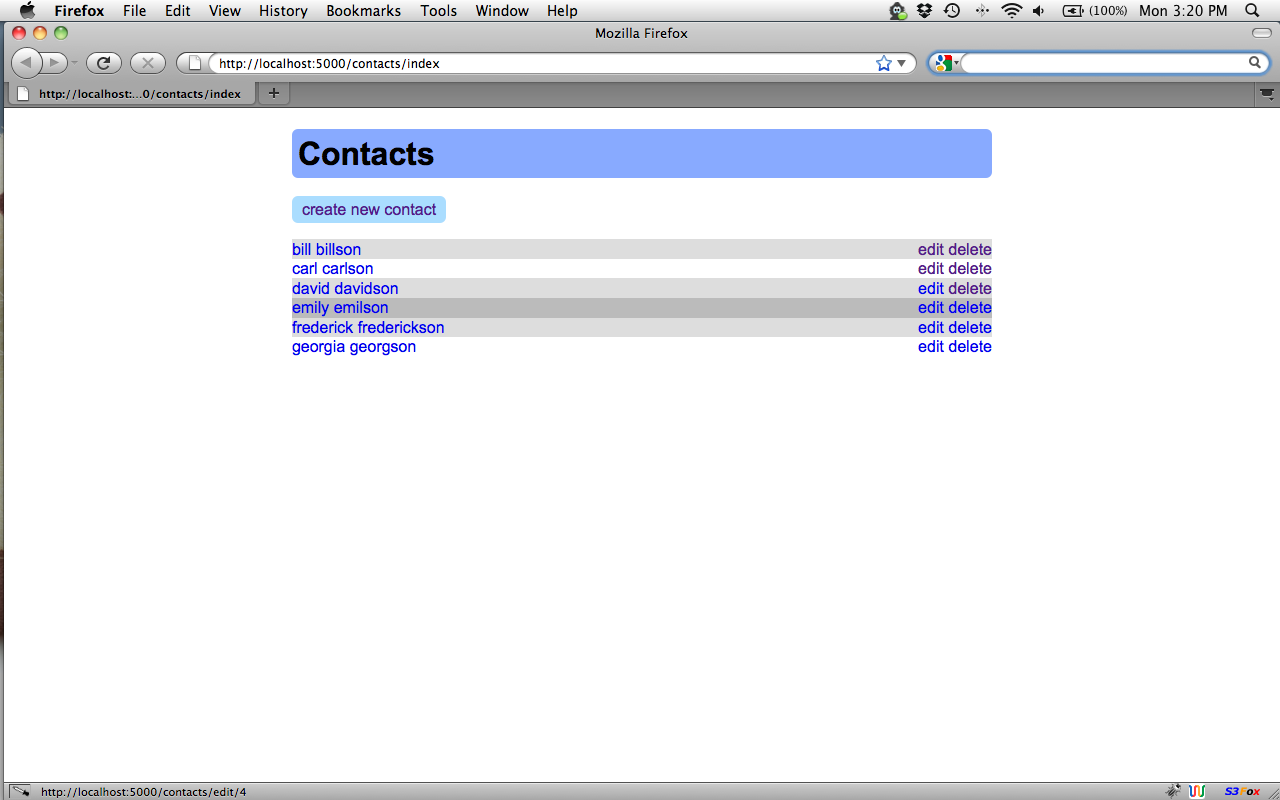 Firefox File Edit View History Bookmarks Tools Window Help (100%) Mon 3:20 PM
Mozilla Firefox
http://localhost:5000/contacts/index
http://localhost:...0/contacts/index
Contacts
create new contact
bill billson edit delete
carl carlson edit delete
david davidson edit delete
emily emilson edit delete
frederick frederickson edit delete
georgia georgson edit delete
http://localhost:5000/contacts/edit/4 S3Fox